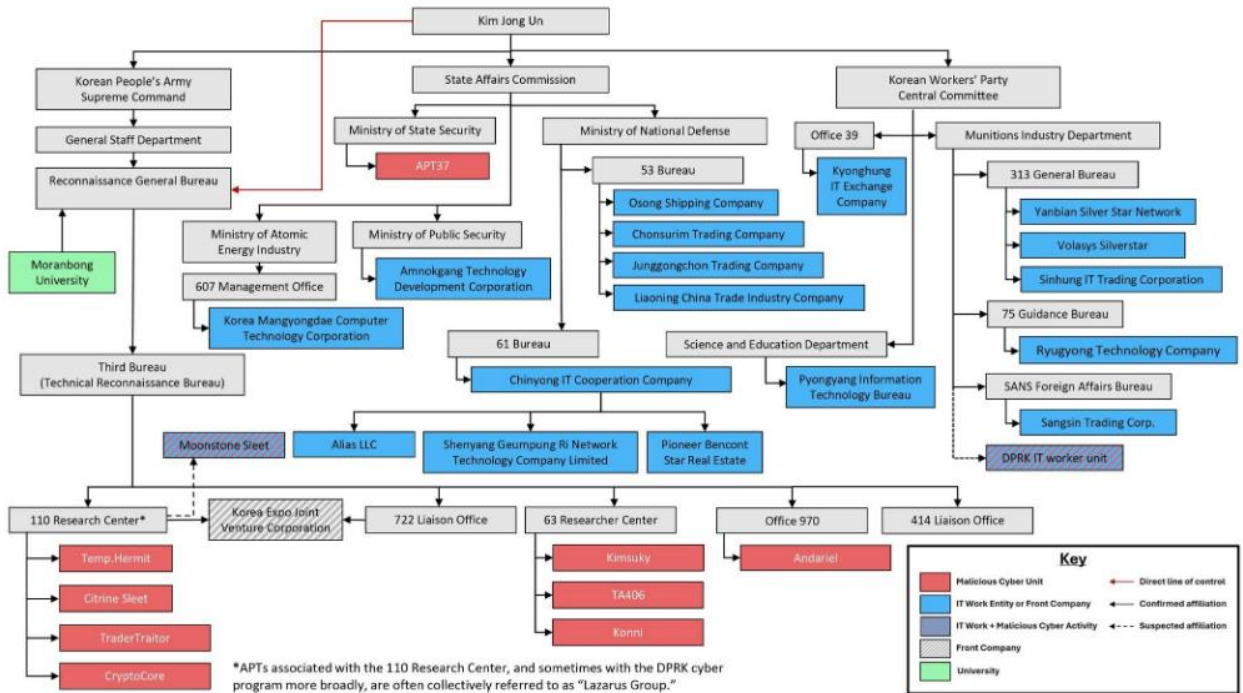 Kim Jong Un
Korean People's Army
Supreme Command
State Affairs Commission
Korean Workers' Party
Central Committee
General Staff Department
Ministry of State Security
Ministry of National Defense
Office 39
Munitions Industry Department
APT37
Reconnaissance General Bureau
53 Bureau
Kyonghung
IT Exchange
Company
313 General Bureau
Osong Shipping Company
Yanbian Silver Star Network
Ministry of Atomic
Energy Industry
Ministry of Public Security
Chonsurim Trading Company
Volasys Silverstar
Moranbong
University
Amnokgang Technology
Development Corporation
Junggongchon Trading Company
Sinhung IT Trading Corporation
607 Management Office
Liaoning China Trade Industry Company
75 Guidance Bureau
Korea Mangyongdae Computer
Technology Corporation
61 Bureau
Science and Education Department
Ryugyong Technology Company
Third Bureau
(Technical Reconnaissance Bureau)
Chinyong IT Cooperation Company
Pyongyang Information
Technology Bureau
SANS Foreign Affairs Bureau
Sangsin Trading Corp.
Moonstone Sleet
Alias LLC
Shenyang Geumpung Ri Network
Technology Company Limited
Pioneer Bencont
Star Real Estate
DPRK IT worker unit
110 Research Center*
Korea Expo Joint
Venture Corporation
722 Liaison Office
63 Researcher Center
Office 970
414 Liaison Office
Temp.Hermit
Kimsuky
Andariel
Citrine Sleet
TA406
TraderTraitor
Konni
CryptoCore
*APTs associated with the 110 Research Center, and sometimes with the DPRK cyber
program more broadly, are often collectively referred to as "Lazarus Group."
Key
Malicious Cyber Unit
Direct line of control
IT Work Entity or Front Company
Confirmed affiliation
IT Work + Malicious Cyber Activity
Suspected affiliation
Front Company
University